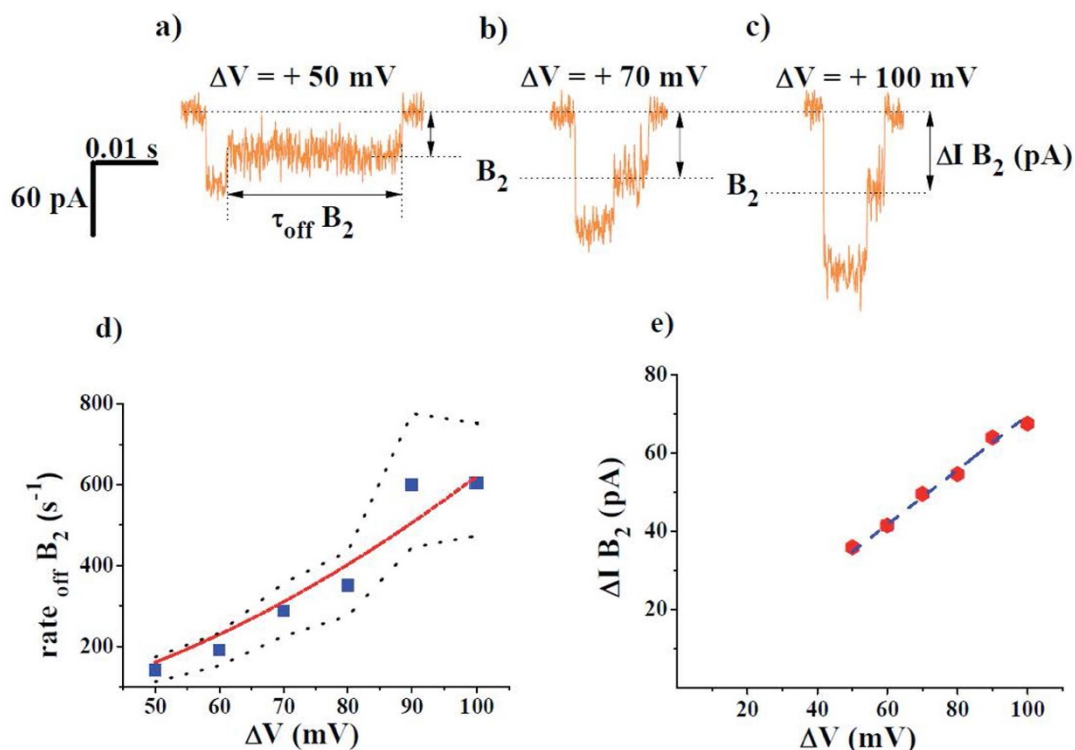 a)
b)
c)
ΔV = + 50 mV
ΔV = + 70 mV
ΔV = + 100 mV
0.01 s
60 pA
τoff B2
B2
B2
ΔI B2 (pA)
d)
rate off B2 (s-1)
800
600
400
200
50 60 70 80 90 100
ΔV (mV)
e)
ΔI B2 (pA)
80
60
40
20
20 40 60 80 100
ΔV (mV)